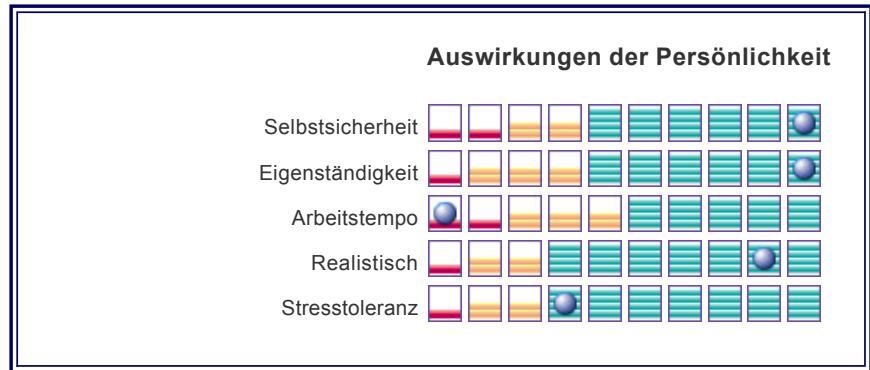 Auswirkungen der Persönlichkeit
Selbstsicherheit
Eigenständigkeit
Arbeitstempo
Realistisch
Stresstoleranz